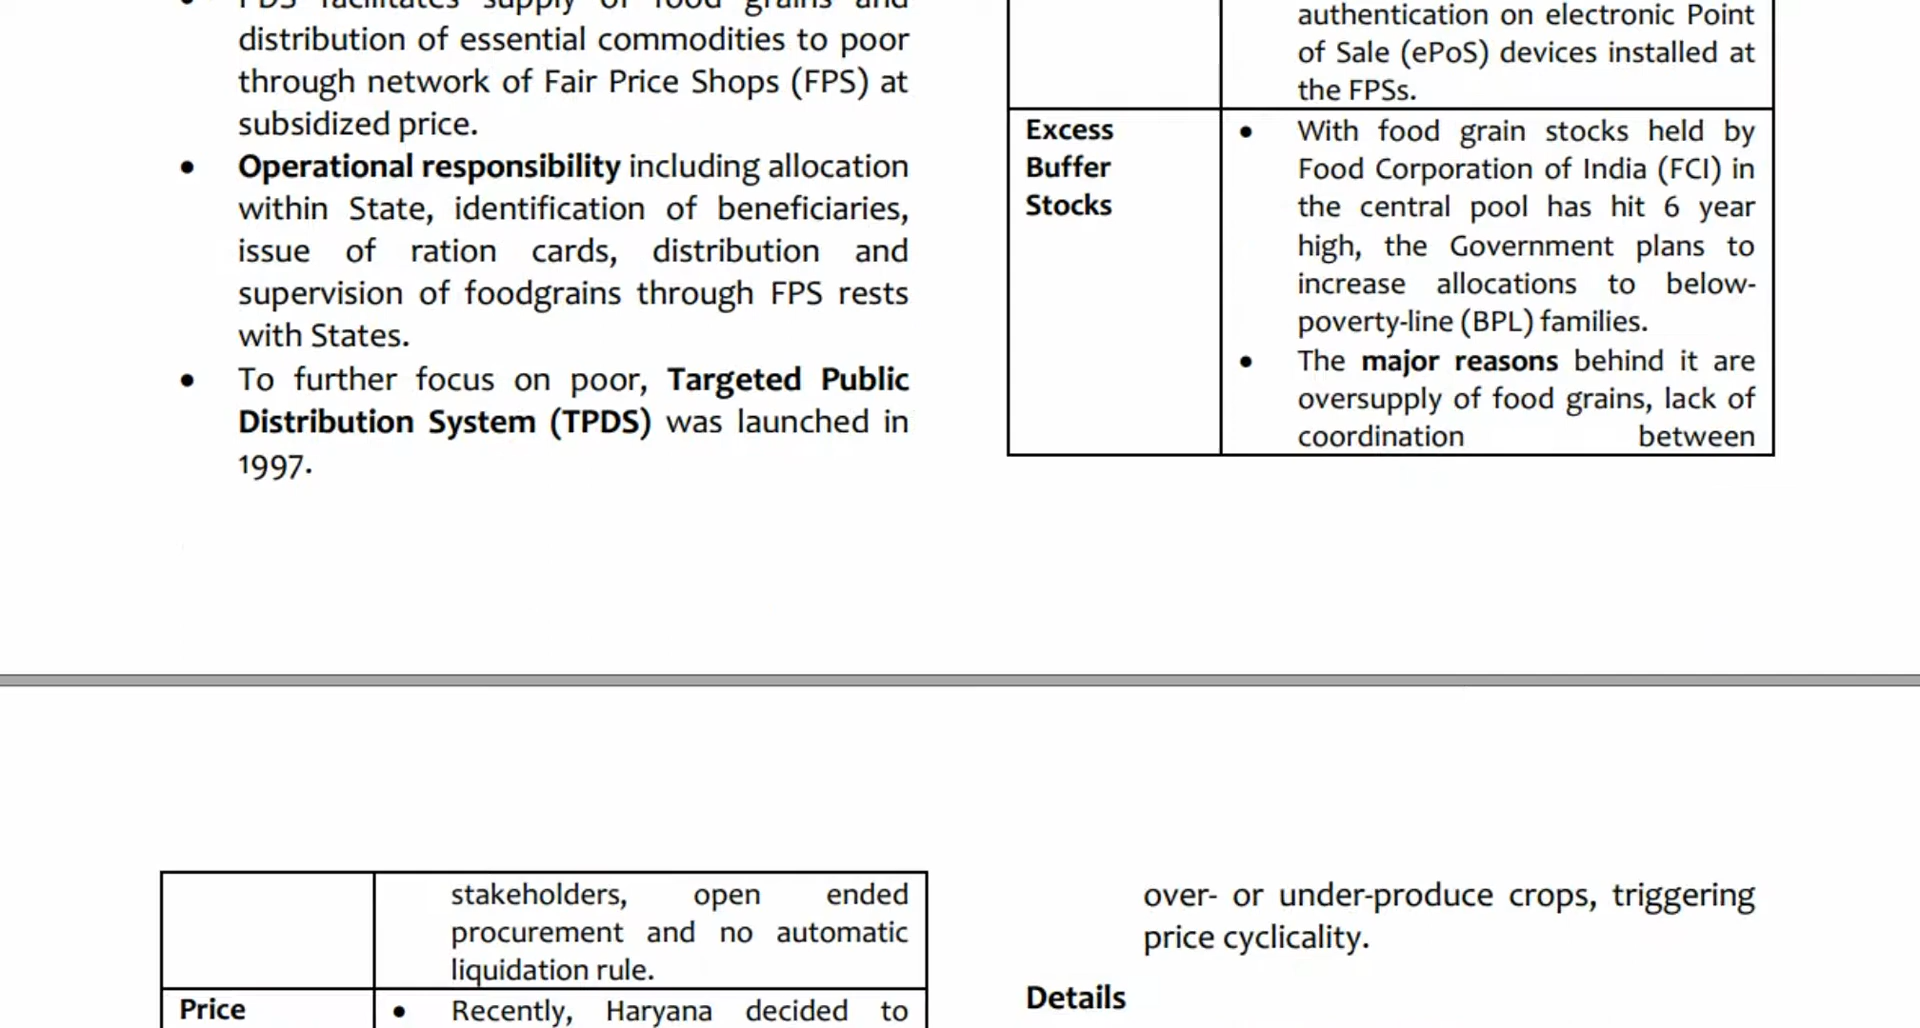 PDS facilitates supply of food grains and
distribution of essential commodities to poor
through network of Fair Price Shops (FPS) at
subsidized price.
• Operational responsibility including allocation
within State, identification of beneficiaries,
issue of ration cards, distribution and
supervision of foodgrains through FPS rests
with States.
• To further focus on poor, Targeted Public
Distribution System (TPDS) was launched in
1997.
authentication on electronic Point
of Sale (ePoS) devices installed at
the FPSs.
Excess
Buffer
Stocks
• With food grain stocks held by
Food Corporation of India (FCI) in
the central pool has hit 6 year
high, the Government plans to
increase allocations to below-
poverty-line (BPL) families.
• The major reasons behind it are
oversupply of food grains, lack of
coordination between
stakeholders, open ended
procurement and no automatic
liquidation rule.
Price
• Recently, Haryana decided to
over- or under-produce crops, triggering
price cyclicality.
Details